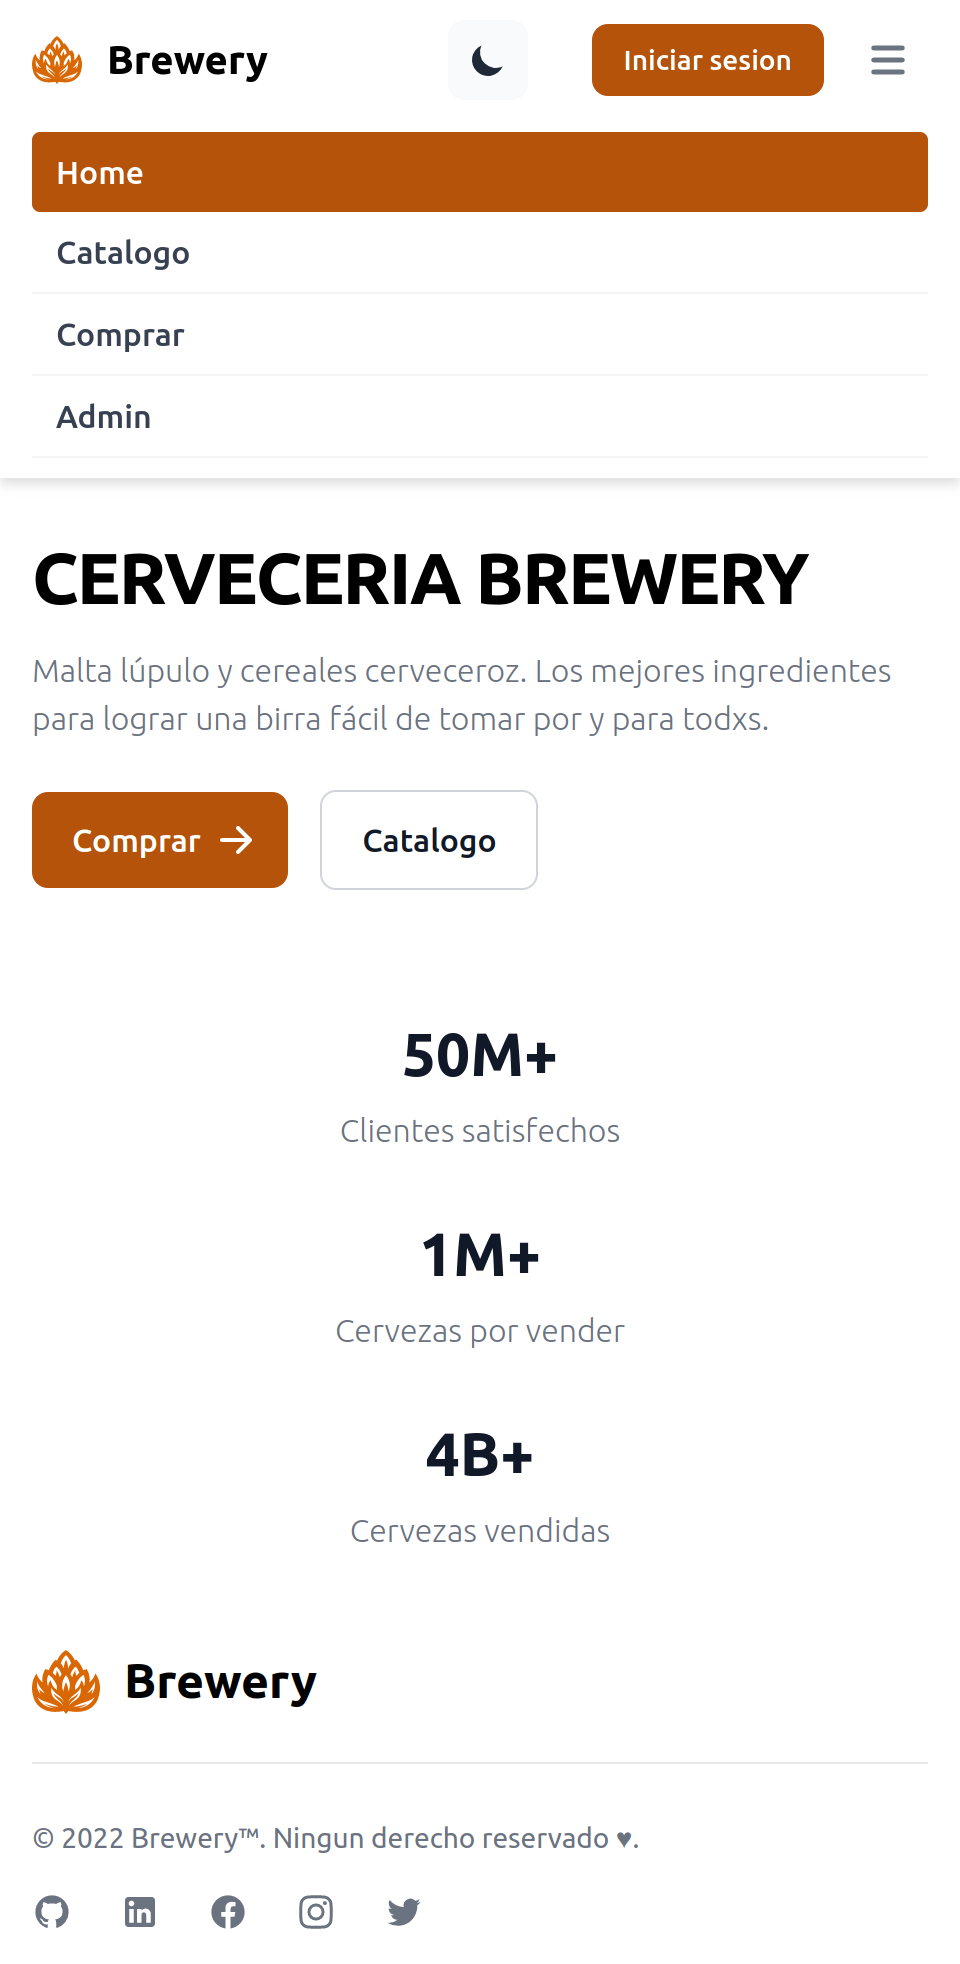 Brewery
Iniciar sesion
Home
Catalogo
Comprar
Admin
CERVECERIA BREWERY
Malta lúpulo y cereales cerveceroz. Los mejores ingredientes
para lograr una birra fácil de tomar por y para todxs.
Comprar
Catalogo
50M+
Clientes satisfechos
1M+
Cervezas por vender
4B+
Cervezas vendidas
Brewery
© 2022 Brewery™. Ningun derecho reservado ♥.